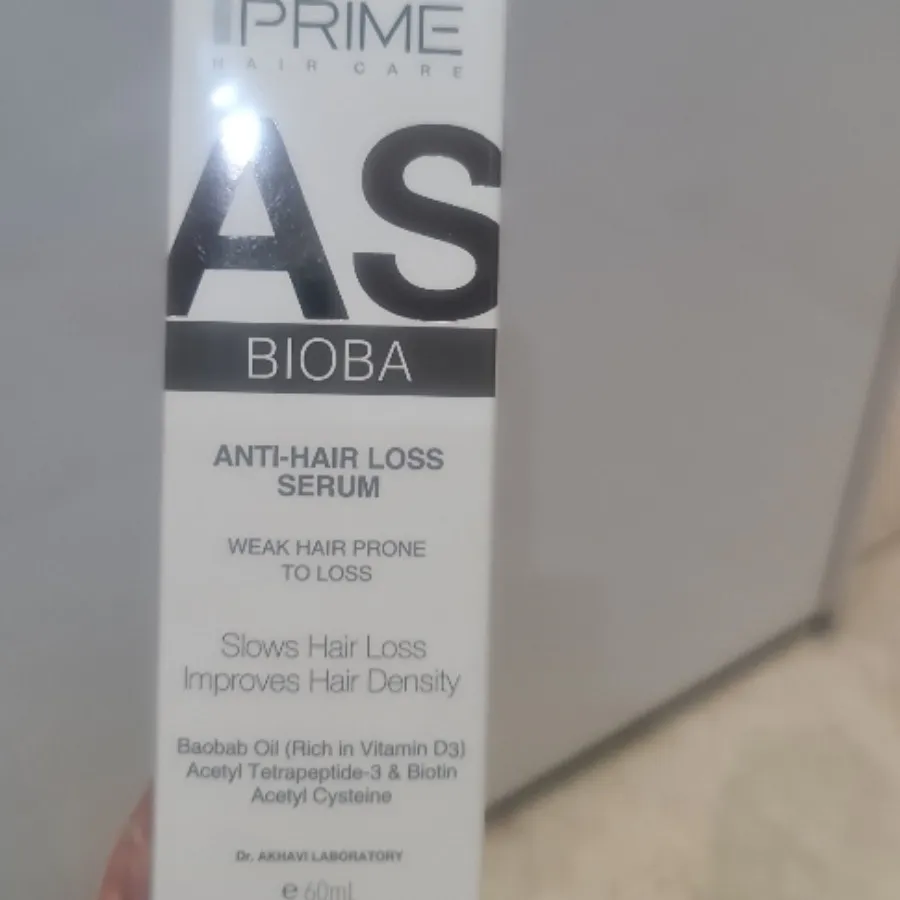 PRIME
HAIR CARE
AS
BIOBA
ANTI-HAIR LOSS
SERUM
WEAK HAIR PRONE
TO LOSS
Slows Hair Loss
Improves Hair Density
Baobab Oil (Rich in Vitamin D3)
Acetyl Tetrapeptide-3 & Biotin
Acetyl Cysteine
Dr. AKHAVI LABORATORY
e 60ml